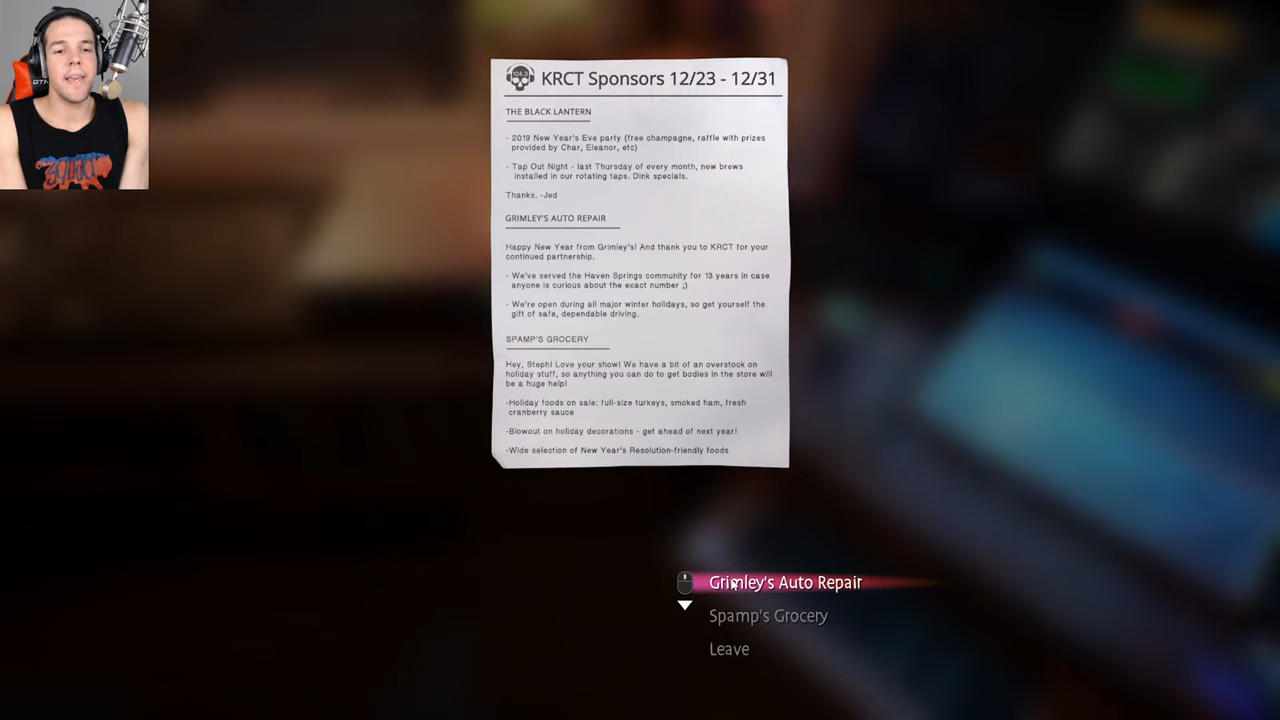 104.3
KRCT Sponsors 12/23 - 12/31
THE BLACK LANTERN
- 2019 New Year's Eve party (free champagne, raffle with prizes
provided by Char, Eleanor, etc)
- Tap Out Night - last Thursday of every month, new brews
installed in our rotating taps. Dink specials.
Thanks. -Jed
GRIMLEY'S AUTO REPAIR
Happy New Year from Grimley's! And thank you to KRCT for your
continued partnership.
- We've served the Haven Springs community for 13 years in case
anyone is curious about the exact number ;)
- We're open during all major winter holidays, so get yourself the
gift of safe, dependable driving.
SPAMP'S GROCERY
Hey, Steph! Love your show! We have a bit of an overstock on
holiday stuff, so anything you can do to get bodies in the store will
be a huge help!
-Holiday foods on sale: full-size turkeys, smoked ham, fresh
cranberry sauce
-Blowout on holiday decorations - get ahead of next year!
-Wide selection of New Year's Resolution-friendly foods
Grimley's Auto Repair
Spamp's Grocery
Leave